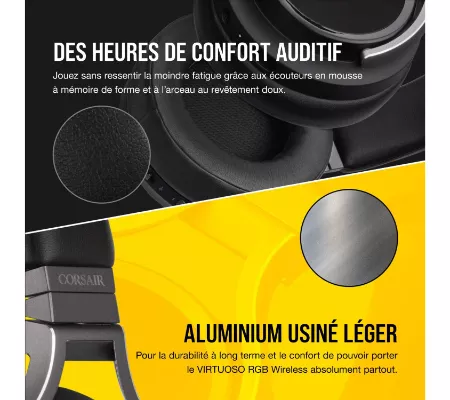 DES HEURES DE CONFORT AUDITIF
Jouez sans ressentir la moindre fatigue grâce aux écouteurs en mousse
à mémoire de forme et à l'arceau au revêtement doux.
CORSAIR
ALUMINIUM USINÉ LÉGER
Pour la durabilité à long terme et le confort de pouvoir porter
le VIRTUOSO RGB Wireless absolument partout.